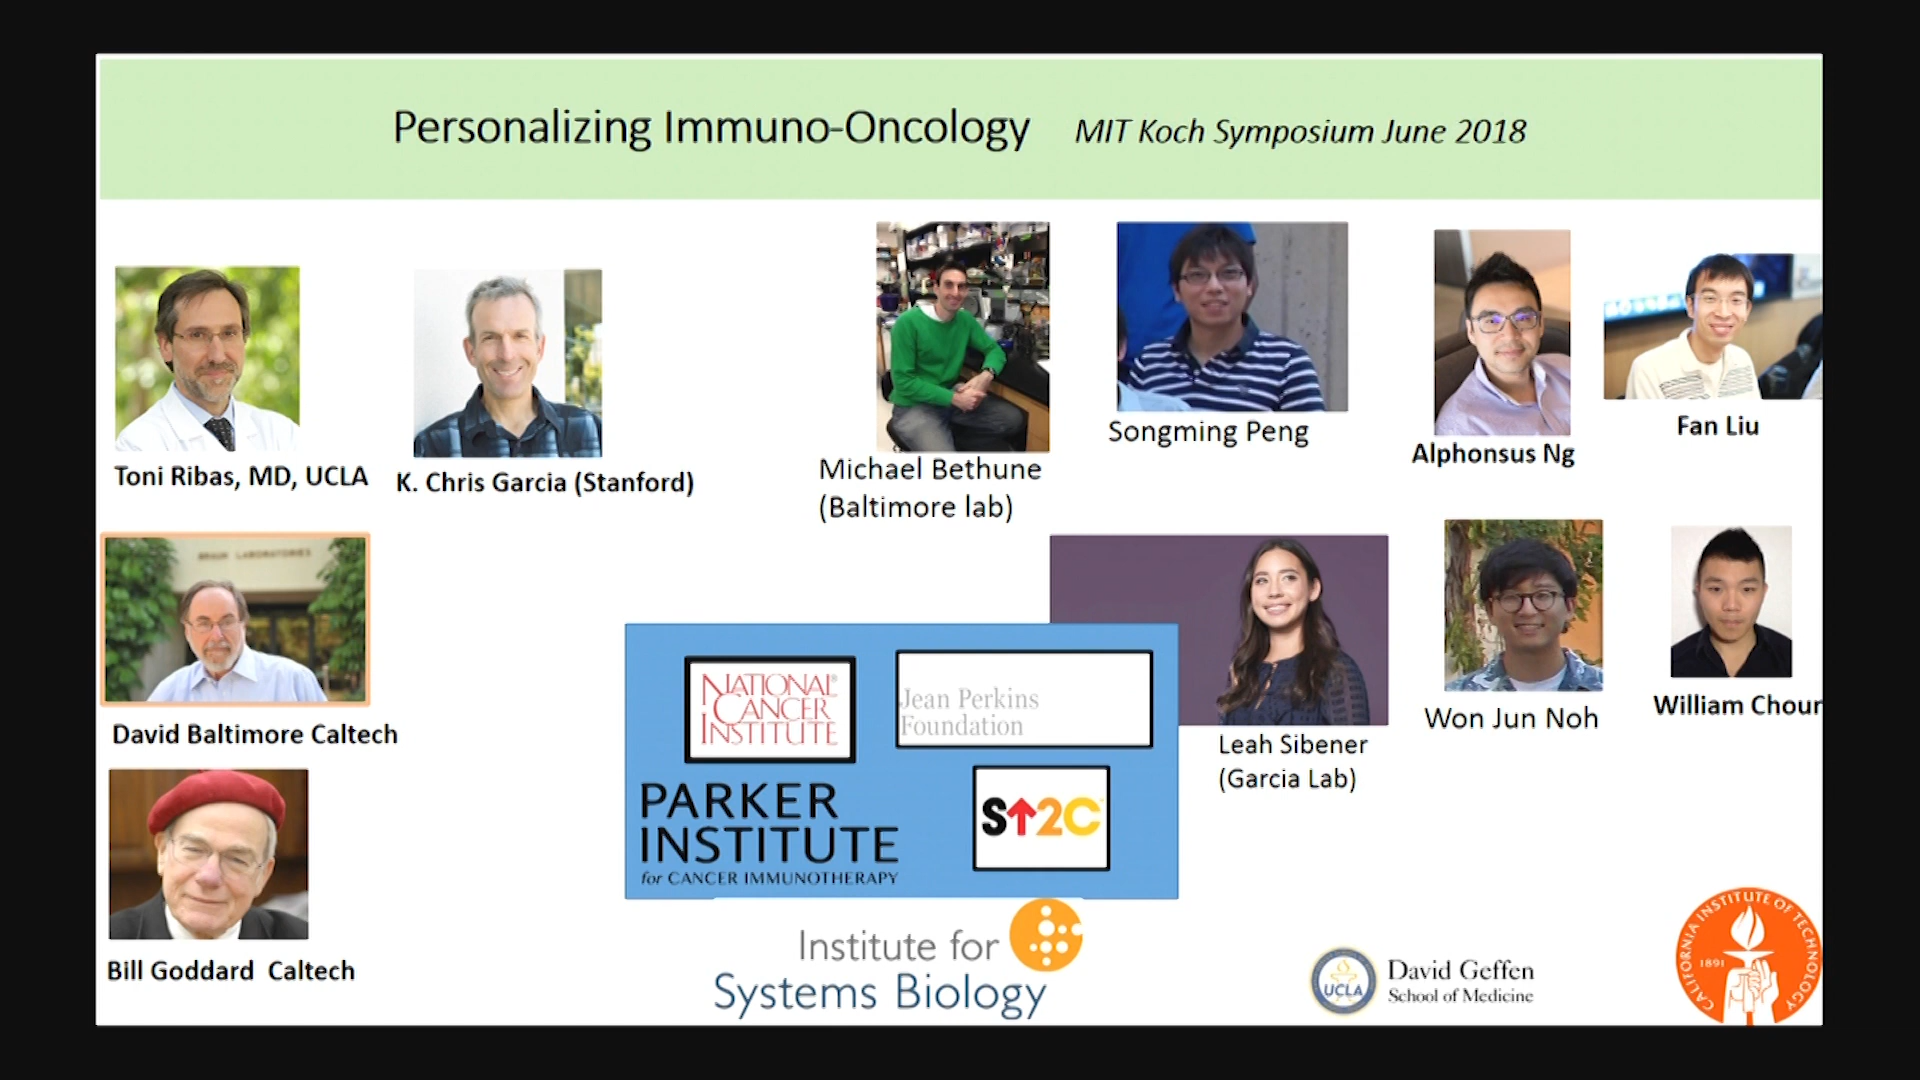 Personalizing Immuno-Oncology MIT Koch Symposium June 2018
Toni Ribas, MD, UCLA
K. Chris Garcia (Stanford)
Michael Bethune
(Baltimore lab)
Songming Peng
Alphonsus Ng
Fan Liu
David Baltimore Caltech
Leah Sibener
(Garcia Lab)
Won Jun Noh
William Chour
Bill Goddard Caltech
NATIONAL®
CANCER
INSTITUTE
Jean Perkins
Foundation
PARKER
INSTITUTE
for CANCER IMMUNOTHERAPY
S↑2C
Institute for
Systems Biology
UCLA
David Geffen
School of Medicine
CALIFORNIA INSTITUTE OF TECHNOLOGY
1891